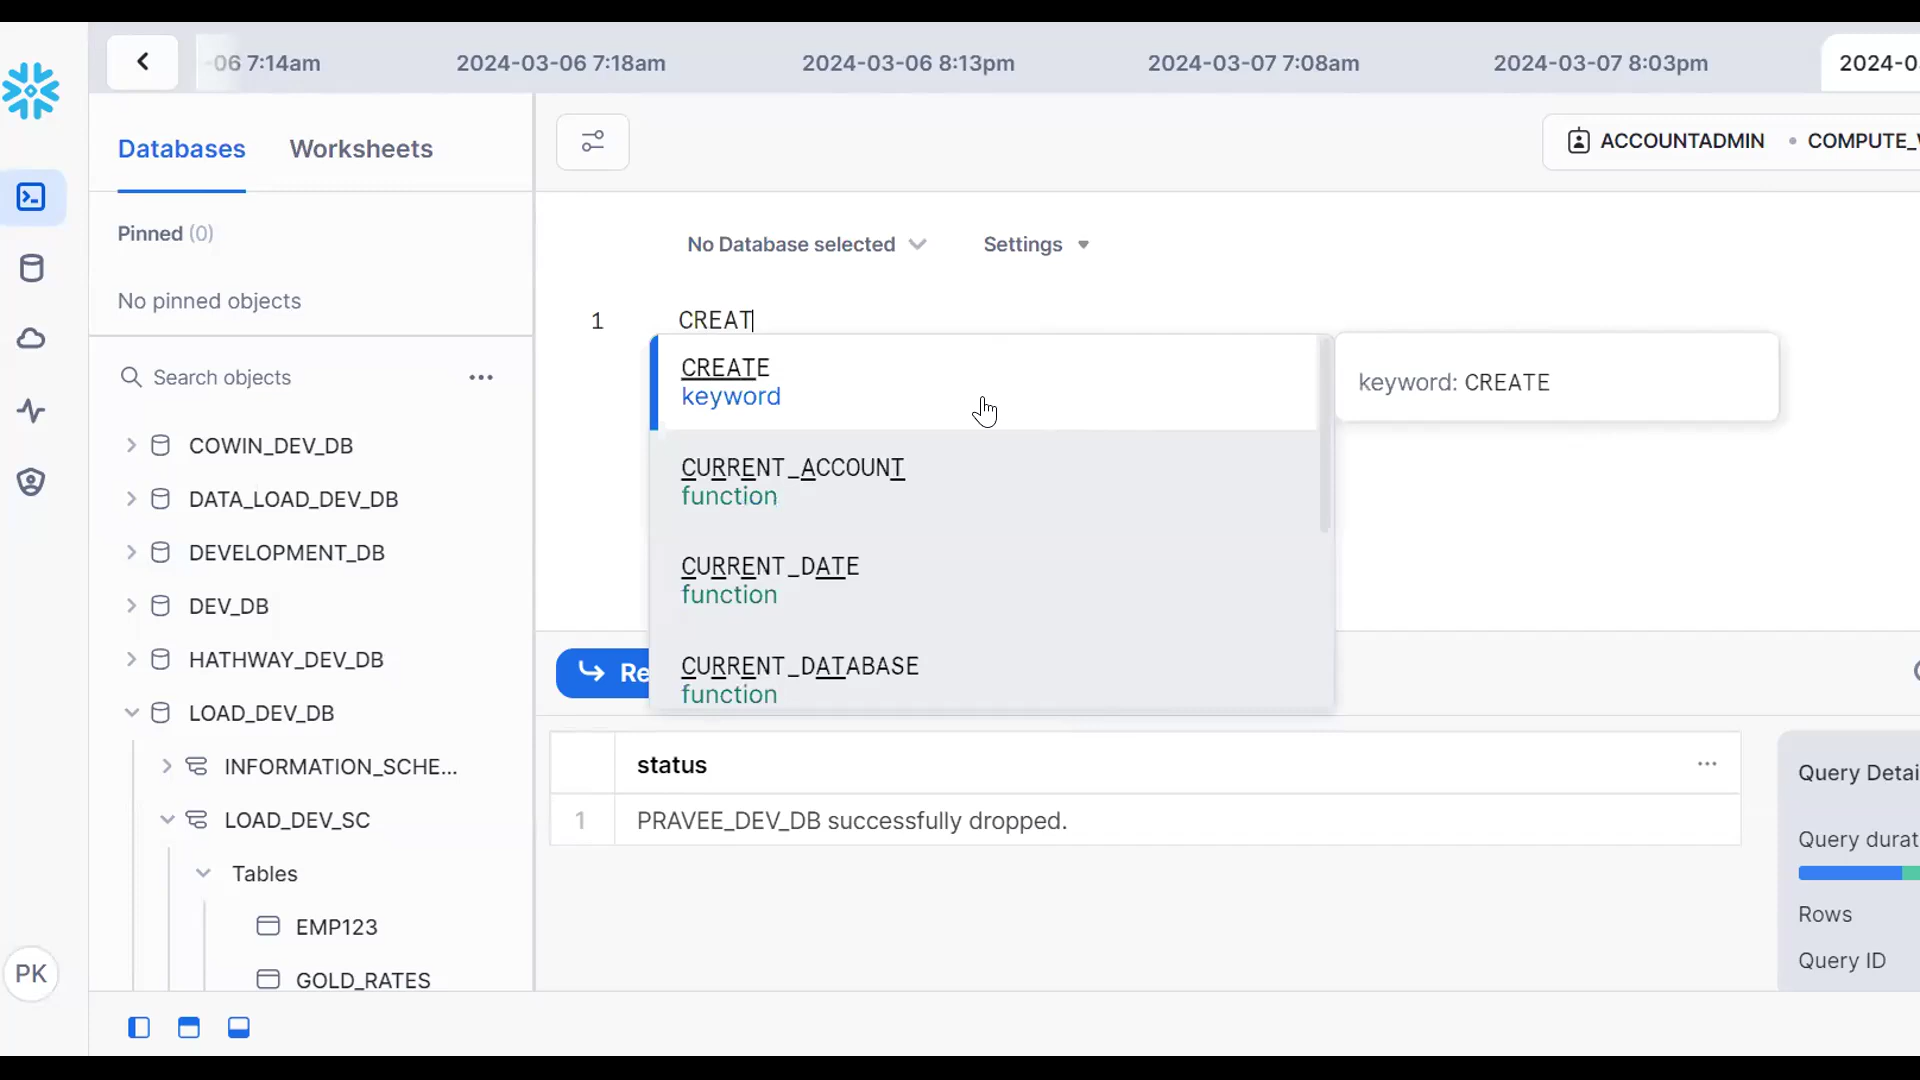 -06 7:14am
2024-03-06 7:18am
2024-03-06 8:13pm
2024-03-07 7:08am
2024-03-07 8:03pm
2024-0
Databases
Worksheets
ACCOUNTADMIN
COMPUTE_
Pinned (0)
No Database selected
Settings
No pinned objects
1
CREAT
Search objects
CREATE
keyword
keyword: CREATE
CURRENT_ACCOUNT
function
CURRENT_DATE
function
CURRENT_DATABASE
function
COWIN_DEV_DB
DATA_LOAD_DEV_DB
DEVELOPMENT_DB
DEV_DB
HATHWAY_DEV_DB
LOAD_DEV_DB
INFORMATION_SCHE...
LOAD_DEV_SC
Tables
EMP123
GOLD_RATES
Re
status
1
PRAVEE_DEV_DB successfully dropped.
Query Detai
Query durat
Rows
Query ID
PK